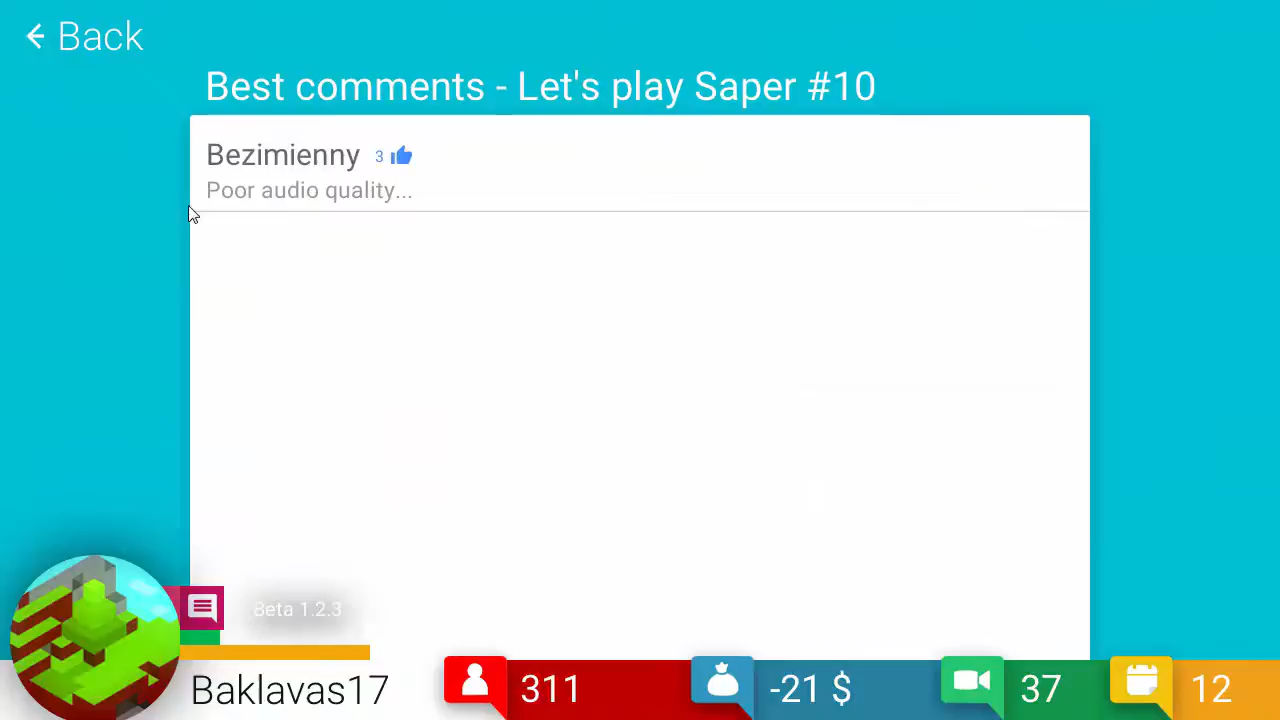 Back
Best comments - Let's play Saper #10
Bezimienny 3
Poor audio quality...
Beta 1.2.3
Baklavas17
311
-21 $
37
12